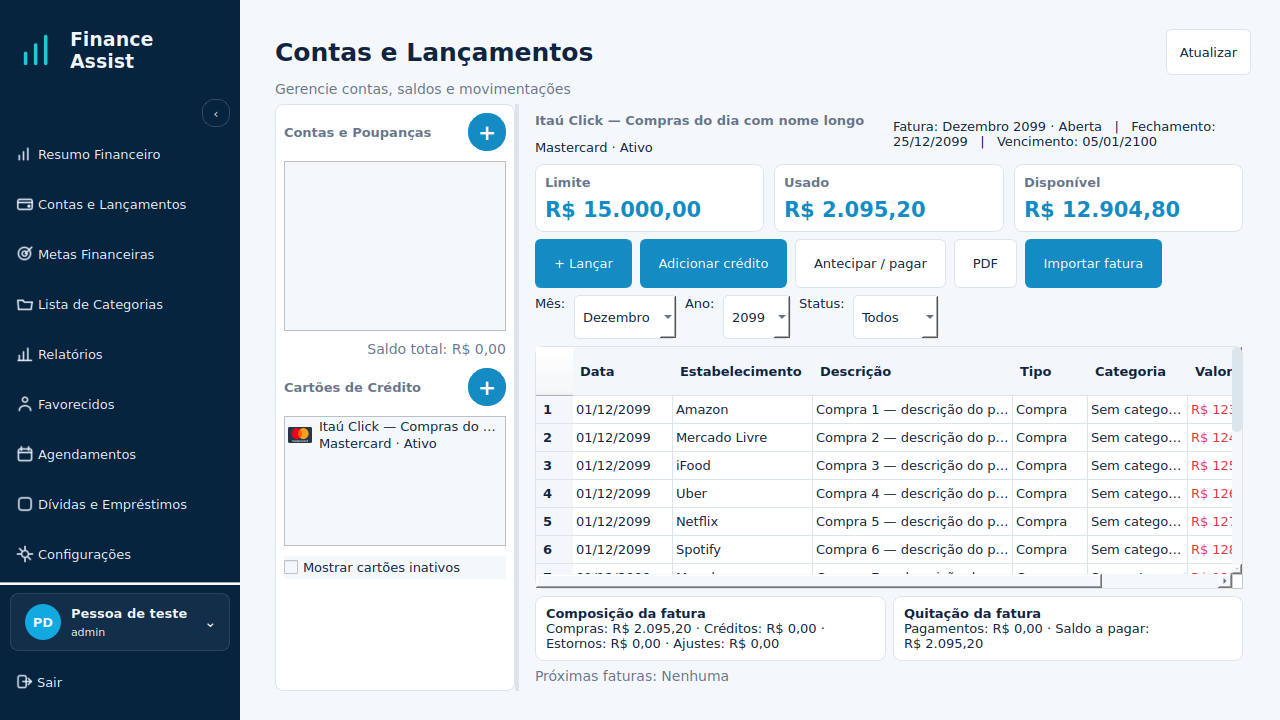 Finance
Assist
‹
Resumo Financeiro
Contas e Lançamentos
Metas Financeiras
Lista de Categorias
Relatórios
Favorecidos
Agendamentos
Dívidas e Empréstimos
Configurações
PD
Pessoa de teste
admin
Sair
Contas e Lançamentos
Atualizar
Gerencie contas, saldos e movimentações
Contas e Poupanças
+
Saldo total: R$ 0,00
Cartões de Crédito
+
Itaú Click — Compras do …
Mastercard · Ativo
Mostrar cartões inativos
Itaú Click — Compras do dia com nome longo
Mastercard · Ativo
Fatura: Dezembro 2099 · Aberta | Fechamento:
25/12/2099 | Vencimento: 05/01/2100
Limite
R$ 15.000,00
Usado
R$ 2.095,20
Disponível
R$ 12.904,80
+ Lançar
Adicionar crédito
Antecipar / pagar
PDF
Importar fatura
Mês: Dezembro Ano: 2099 Status: Todos
Data Estabelecimento Descrição Tipo Categoria Valor
1 01/12/2099 Amazon Compra 1 — descrição do p… Compra Sem catego… R$ 123
2 01/12/2099 Mercado Livre Compra 2 — descrição do p… Compra Sem catego… R$ 124
3 01/12/2099 iFood Compra 3 — descrição do p… Compra Sem catego… R$ 125
4 01/12/2099 Uber Compra 4 — descrição do p… Compra Sem catego… R$ 126
5 01/12/2099 Netflix Compra 5 — descrição do p… Compra Sem catego… R$ 127
6 01/12/2099 Spotify Compra 6 — descrição do p… Compra Sem catego… R$ 128
Composição da fatura
Compras: R$ 2.095,20 · Créditos: R$ 0,00 ·
Estornos: R$ 0,00 · Ajustes: R$ 0,00
Quitação da fatura
Pagamentos: R$ 0,00 · Saldo a pagar:
R$ 2.095,20
Próximas faturas: Nenhuma